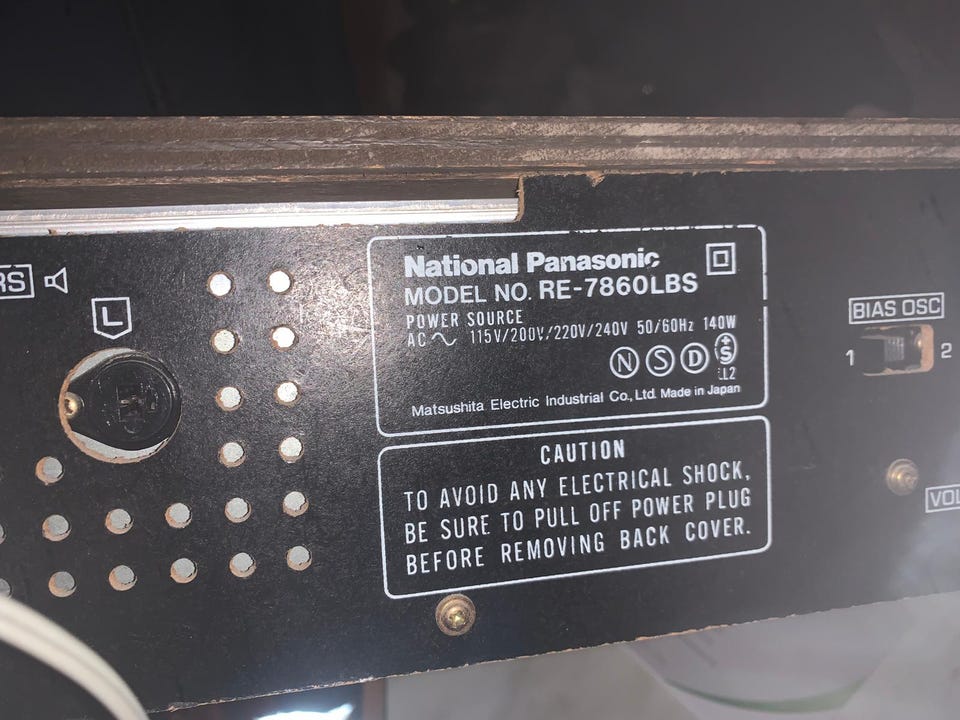 RS
L
National Panasonic
MODEL NO. RE-7860LBS
POWER SOURCE
AC 115V/200V/220V/240V 50/60Hz 140W
N S D +S
LL2
Matsushita Electric Industrial Co., Ltd. Made in Japan
CAUTION
TO AVOID ANY ELECTRICAL SHOCK,
BE SURE TO PULL OFF POWER PLUG
BEFORE REMOVING BACK COVER.
BIAS OSC
1 2
VOL